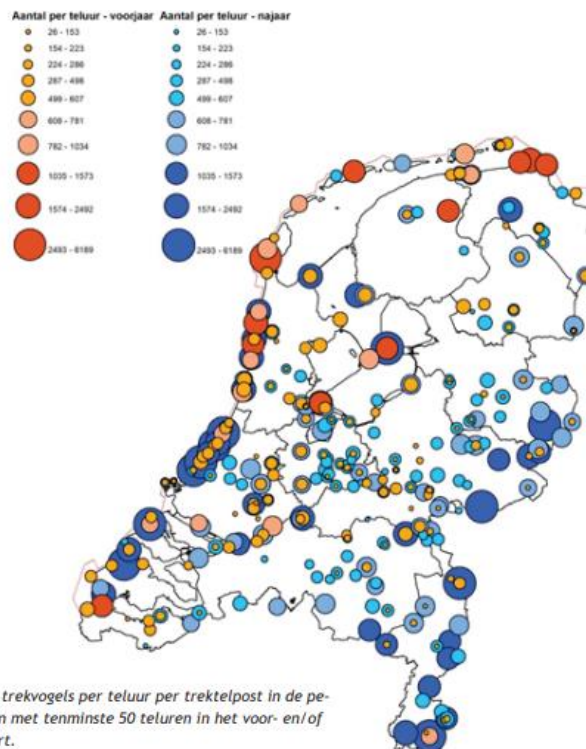 Aantal per teluur - voorjaar Aantal per teluur - najaar
26 - 153 26 - 153
154 - 223 154 - 223
224 - 286 224 - 286
287 - 498 287 - 498
499 - 607 499 - 607
608 - 781 608 - 781
782 - 1034 782 - 1034
1035 - 1573 1035 - 1573
1574 - 2492 1574 - 2492
2493 - 6189 2493 - 6189
trekvogels per teluur per trektelpost in de pe-
n met tenminste 50 teluren in het voor- en/of
rt.